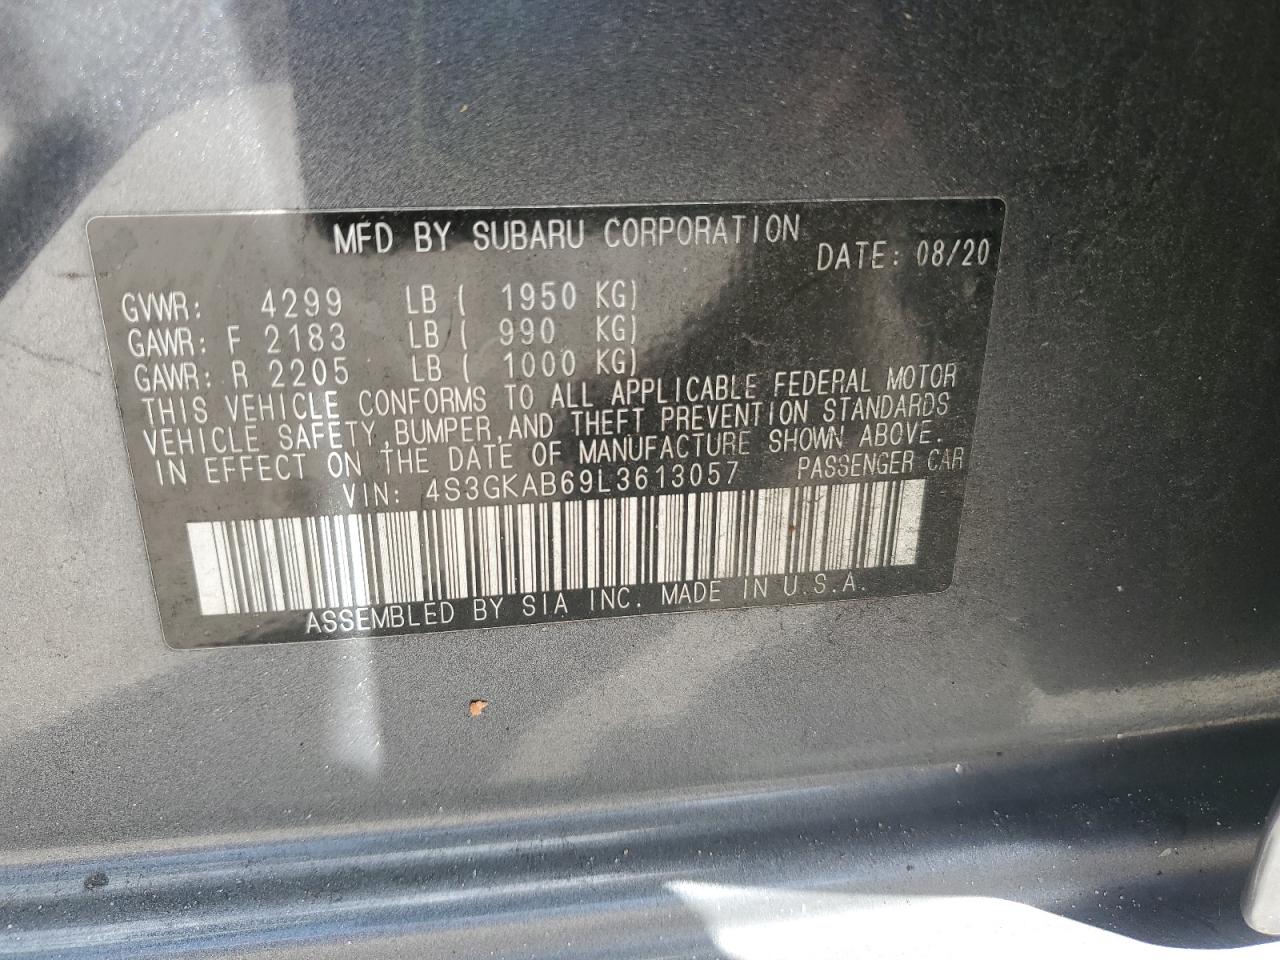 MFD BY SUBARU CORPORATION
DATE: 08/20
GVWR: 4299 LB ( 1950 KG)
GAWR: F 2183 LB ( 990 KG)
GAWR: R 2205 LB ( 1000 KG)
THIS VEHICLE CONFORMS TO ALL APPLICABLE FEDERAL MOTOR
VEHICLE SAFETY,BUMPER,AND THEFT PREVENTION STANDARDS
IN EFFECT ON THE DATE OF MANUFACTURE SHOWN ABOVE.
VIN: 4S3GKAB69L3613057 PASSENGER CAR
ASSEMBLED BY SIA INC. MADE IN U.S.A.